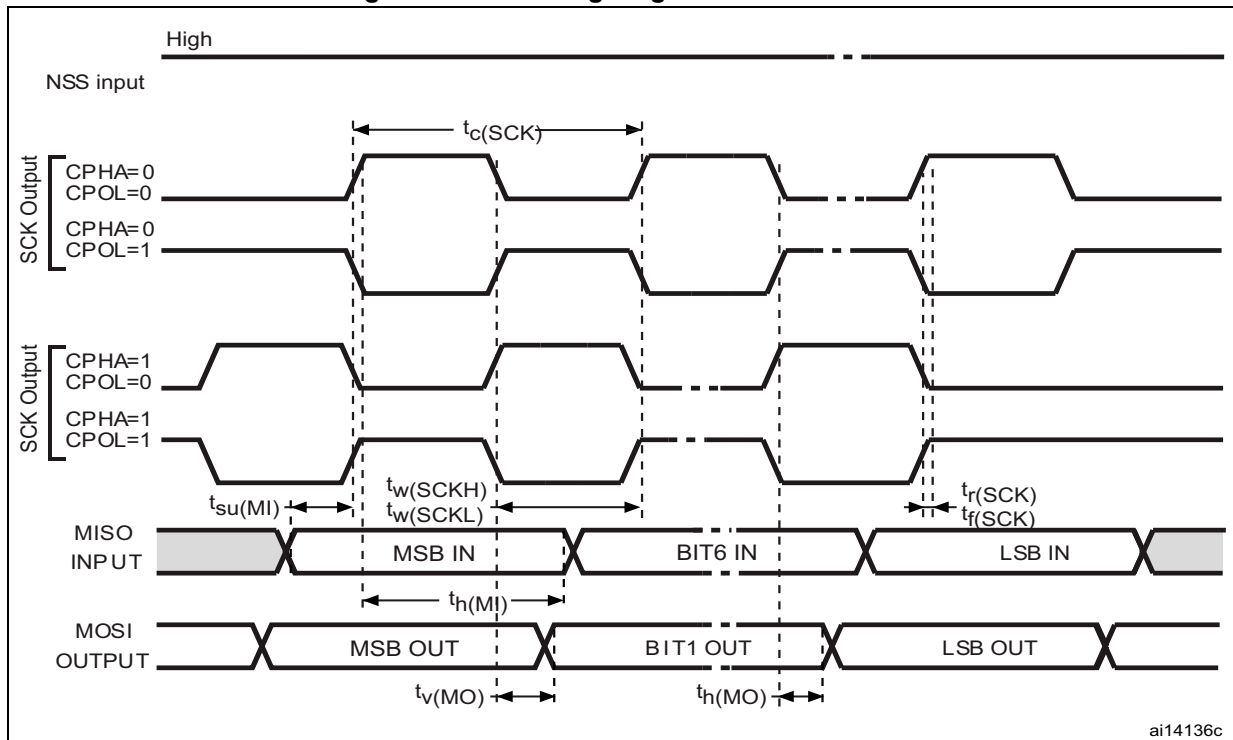 High
NSS input
tc(SCK)
SCK Output
CPHA=0
CPOL=0
CPHA=0
CPOL=1
SCK Output
CPHA=1
CPOL=0
CPHA=1
CPOL=1
tsu(MI)
tw(SCKH)
tw(SCKL)
tr(SCK)
tf(SCK)
MISO
INPUT
MSB IN
BIT6 IN
LSB IN
th(MI)
MOSI
OUTPUT
MSB OUT
BIT1 OUT
LSB OUT
tv(MO)
th(MO)
ai14136c